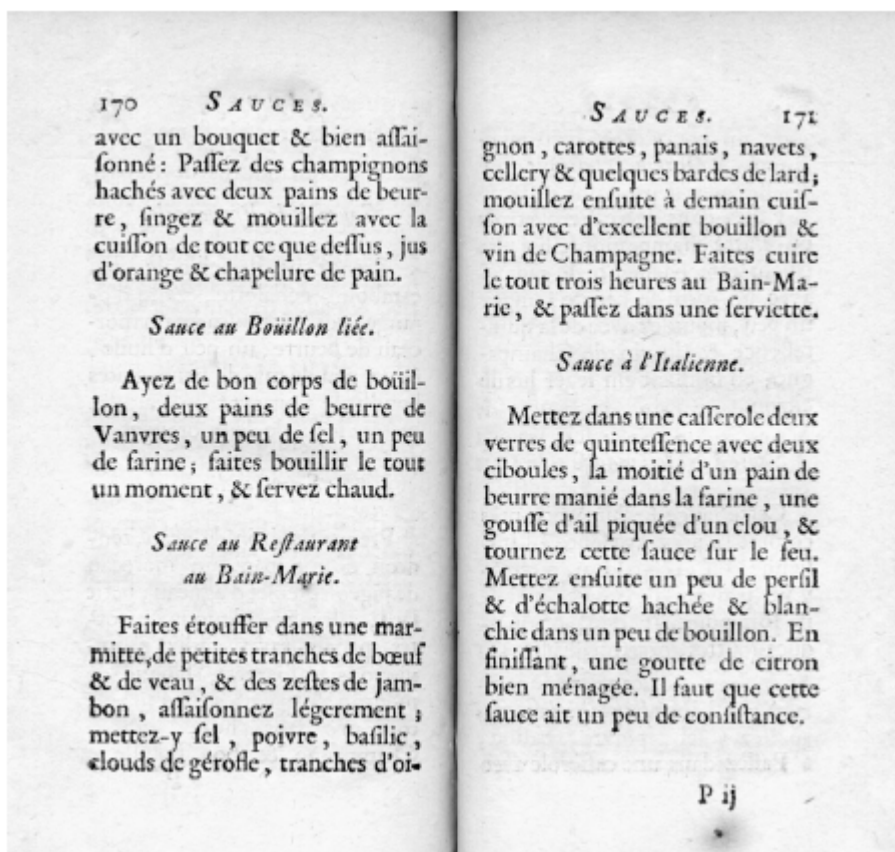 170 SAUCES.
avec un bouquet & bien aſſai-
ſonné : Paſſez des champignons
hachés avec deux pains de beur-
re, ſingez & mouillez avec la
cuiſſon de tout ce que deſſus, jus
d'orange & chapelure de pain.
Sauce au Boüillon liée.
Ayez de bon corps de boüil-
lon, deux pains de beurre de
Vanvres, un peu de ſel, un peu
de farine; faites bouillir le tout
un moment, & ſervez chaud.
Sauce au Reſtaurant
au Bain-Marie.
Faites étouffer dans une mar-
mitte, de petites tranches de bœuf
& de veau, & des zeſtes de jam-
bon, aſſaiſonnez légerement;
mettez-y ſel, poivre, baſilic,
clouds de gérofle, tranches d'oi-
SAUCES. 171
gnon, carottes, panais, navets,
cellery & quelques bardes de lard;
mouillez enſuite à demain cuiſ-
ſon avec d'excellent bouillon &
vin de Champagne. Faites cuire
le tout trois heures au Bain-Ma-
rie, & paſſez dans une ſerviette.
Sauce à l'Italienne.
Mettez dans une caſſerole deux
verres de quinteſſence avec deux
ciboules, la moitié d'un pain de
beurre manié dans la farine, une
gouſſe d'ail piquée d'un clou, &
tournez cette ſauce ſur le feu.
Mettez enſuite un peu de perſil
& d'échalotte hachée & blan-
chie dans un peu de bouillon. En
finiſſant, une goutte de citron
bien ménagée. Il faut que cette
ſauce ait un peu de conſiſtance.
P ij